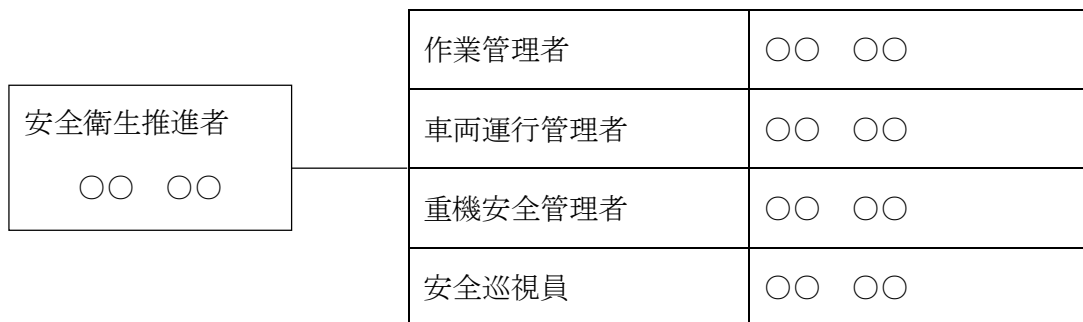 安全衛生推進者
○○　○○
作業管理者　○○　○○
車両運行管理者　○○　○○
重機安全管理者　○○　○○
安全巡視員　○○　○○